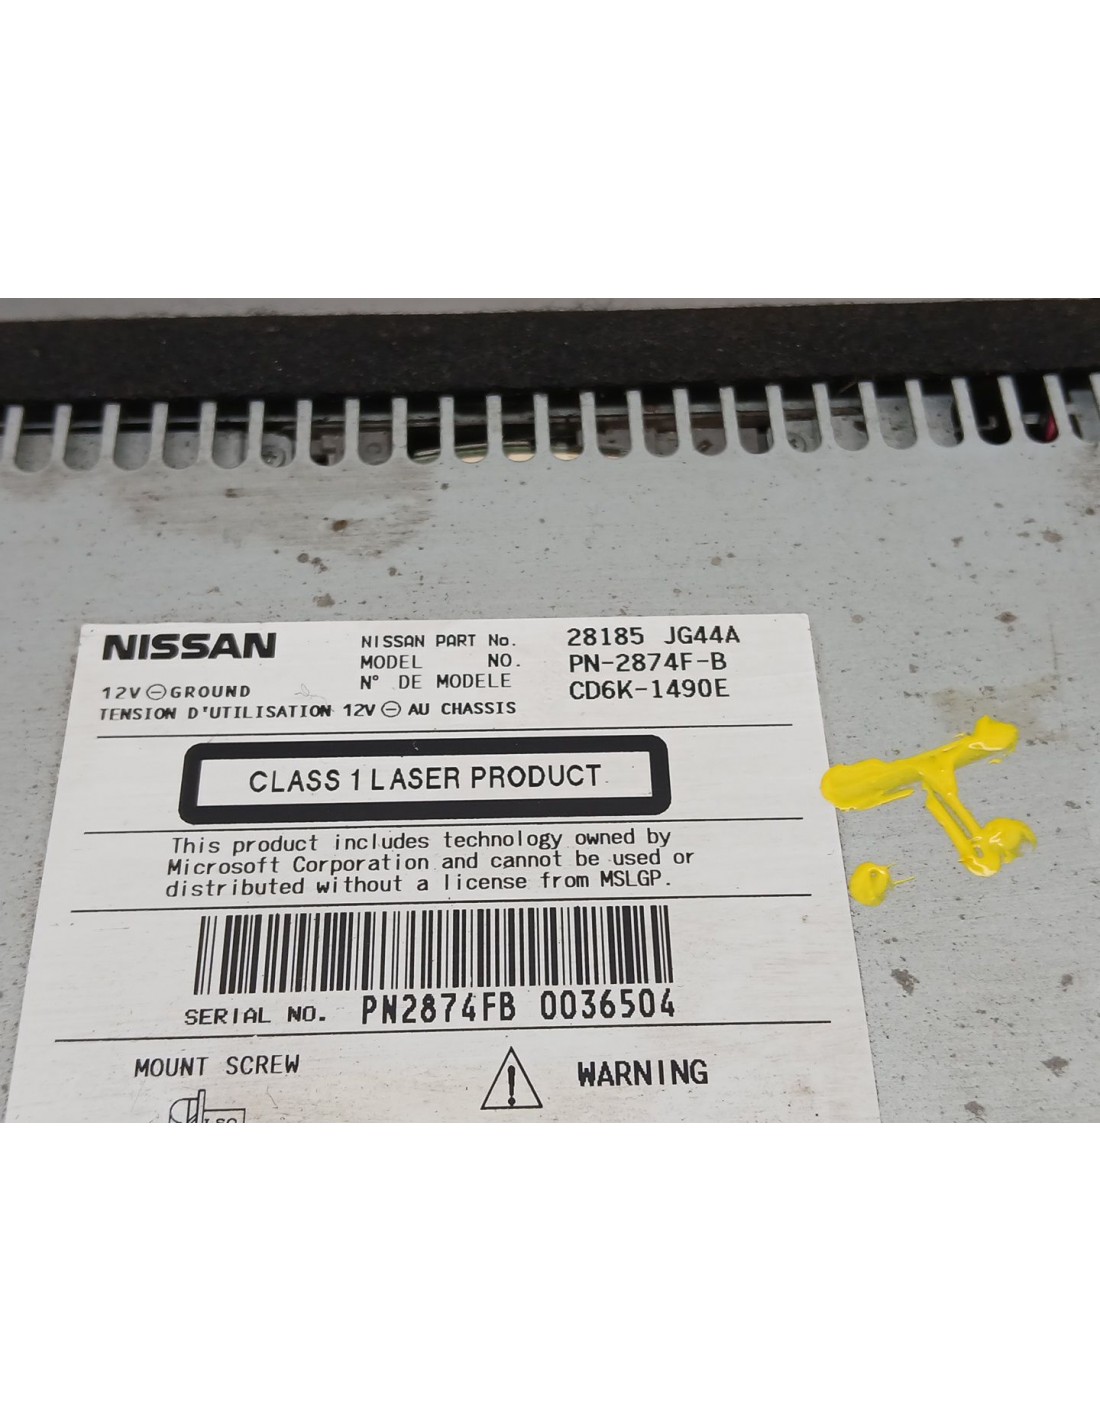 NISSAN
NISSAN PART No. 28185 JG44A
MODEL NO. PN-2874F-B
N° DE MODELE CD6K-1490E
12V ⊖ GROUND
TENSION D'UTILISATION 12V ⊖ AU CHASSIS
CLASS 1 LASER PRODUCT
This product includes technology owned by
Microsoft Corporation and cannot be used or
distributed without a license from MSLGP.
SERIAL NO. PN2874FB 0036504
MOUNT SCREW
WARNING